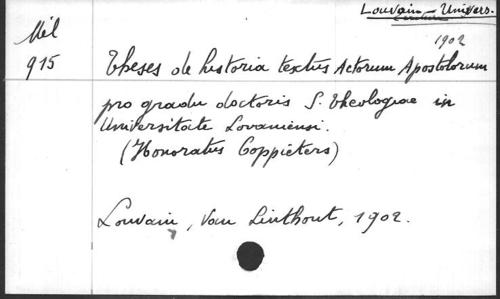 Louvain - Univers.
1902
Mél
915
Theses de historia textus Actorum Apostolorum
pro gradu doctoris S. Theologiae in
Universitate Lovaniensi.
(Honoratus Coppieters)
Louvain, Van Linthout, 1902.